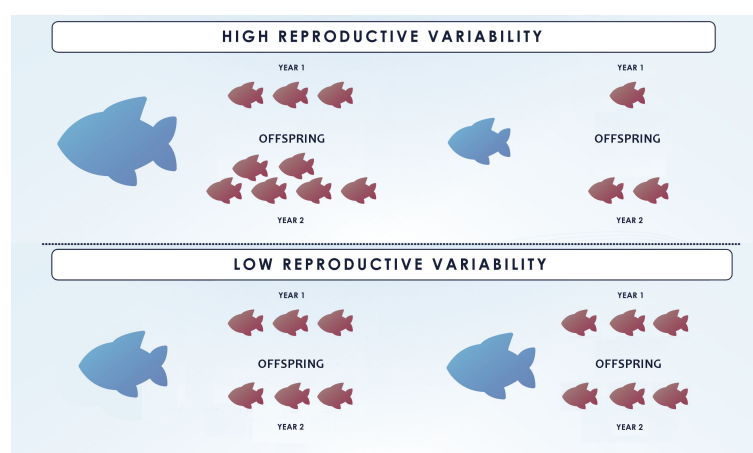 HIGH REPRODUCTIVE VARIABILITY
YEAR 1
YEAR 1
OFFSPRING
OFFSPRING
YEAR 2
YEAR 2
LOW REPRODUCTIVE VARIABILITY
YEAR 1
YEAR 1
OFFSPRING
OFFSPRING
YEAR 2
YEAR 2